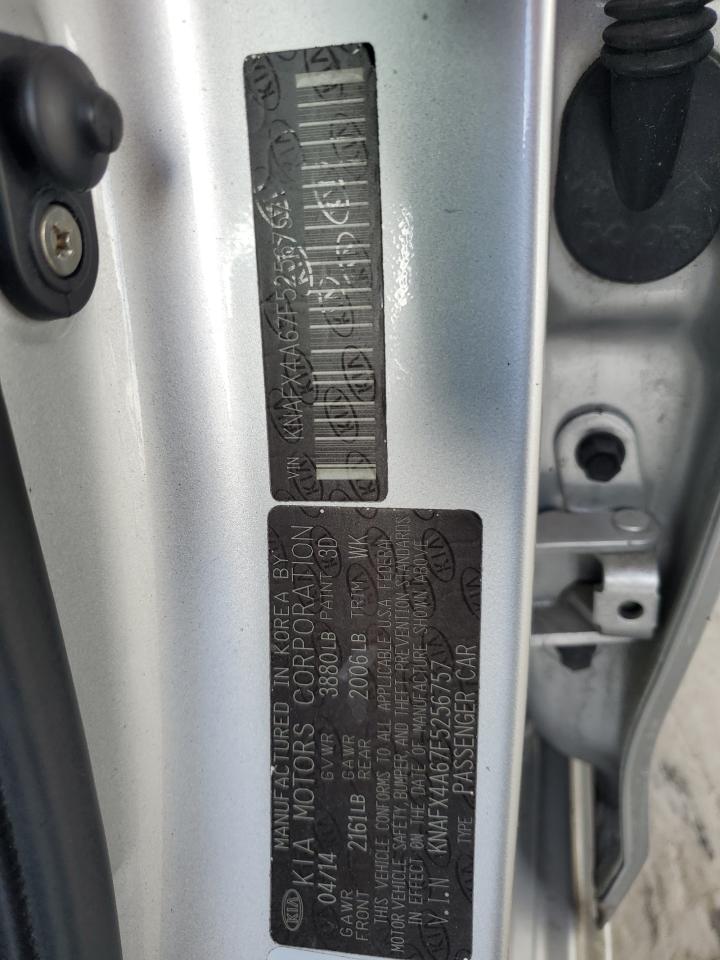 VIN KNAFX4A67F5256757
KIA
MANUFACTURED IN KOREA BY
KIA MOTORS CORPORATION
04/14 GVWR 3880LB PAINT 3D
GAWR FRONT 2161LB GAWR REAR 2006LB TRIM WK
THIS VEHICLE CONFORMS TO ALL APPLICABLE U.S.A. FEDERAL
MOTOR VEHICLE SAFETY, BUMPER, AND THEFT PREVENTION STANDARDS
IN EFFECT ON THE DATE OF MANUFACTURE SHOWN ABOVE.
V.I.N KNAFX4A67F5256757
TYPE PASSENGER CAR